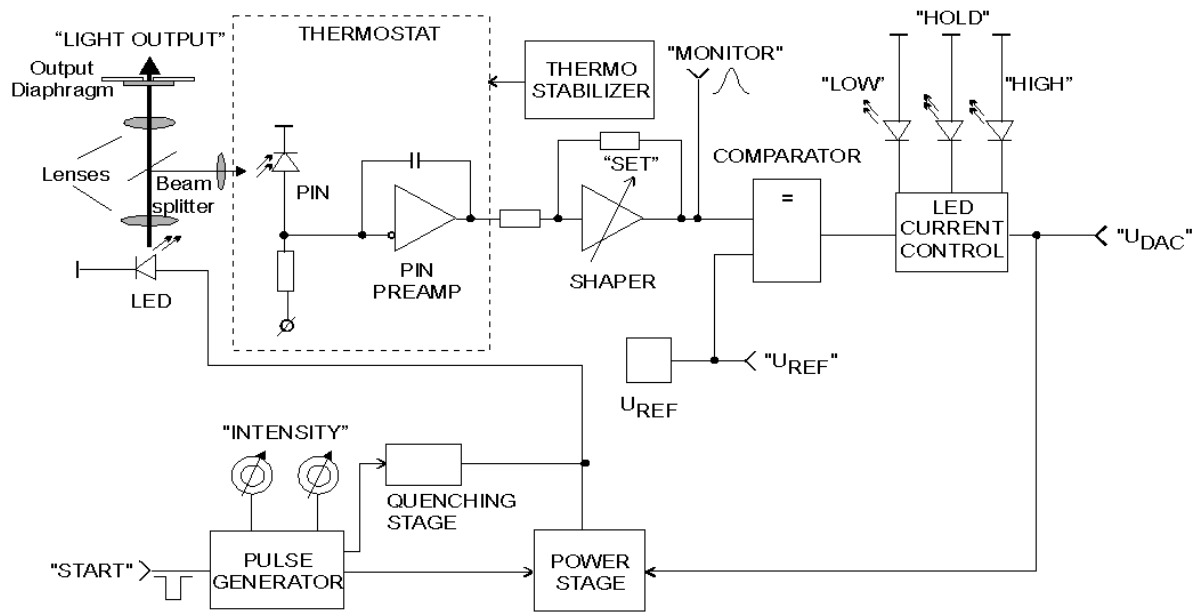 "HOLD"
THERMOSTAT
“LIGHT OUTPUT”
Output
Diaphragm
THERMO
STABILIZER
"MONITOR"
"LOW"
"HIGH”
Lenses
Beam
splitter
PIN
“SET”
COMPARATOR
=
LED
CURRENT
CONTROL
"UDAC"
PIN
PREAMP
SHAPER
LED
"UREF"
UREF
"INTENSITY”
QUENCHING
STAGE
"START"
PULSE
GENERATOR
POWER
STAGE